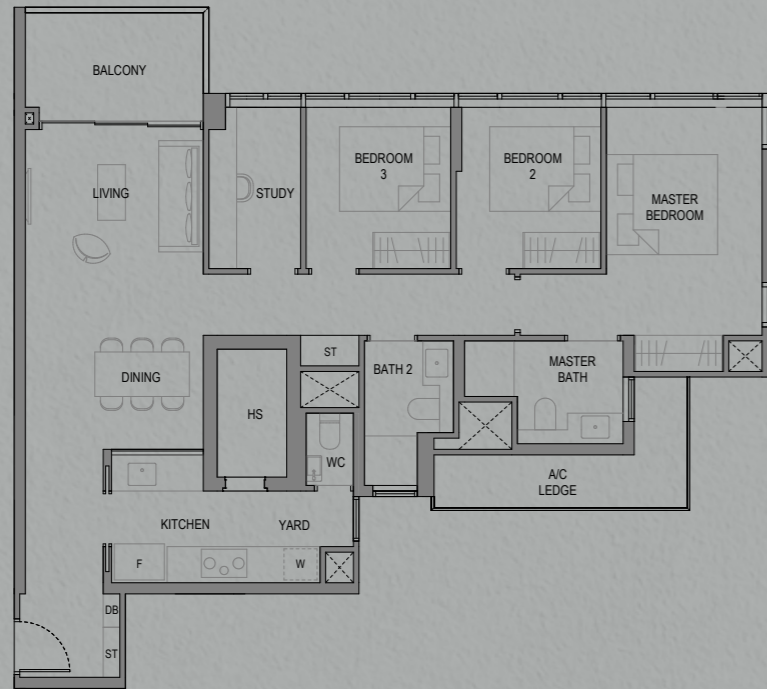 BALCONY
LIVING
STUDY
BEDROOM
3
BEDROOM
2
MASTER
BEDROOM
DINING
HS
ST
BATH 2
MASTER
BATH
WC
A/C
LEDGE
KITCHEN
YARD
F
W
DB
ST